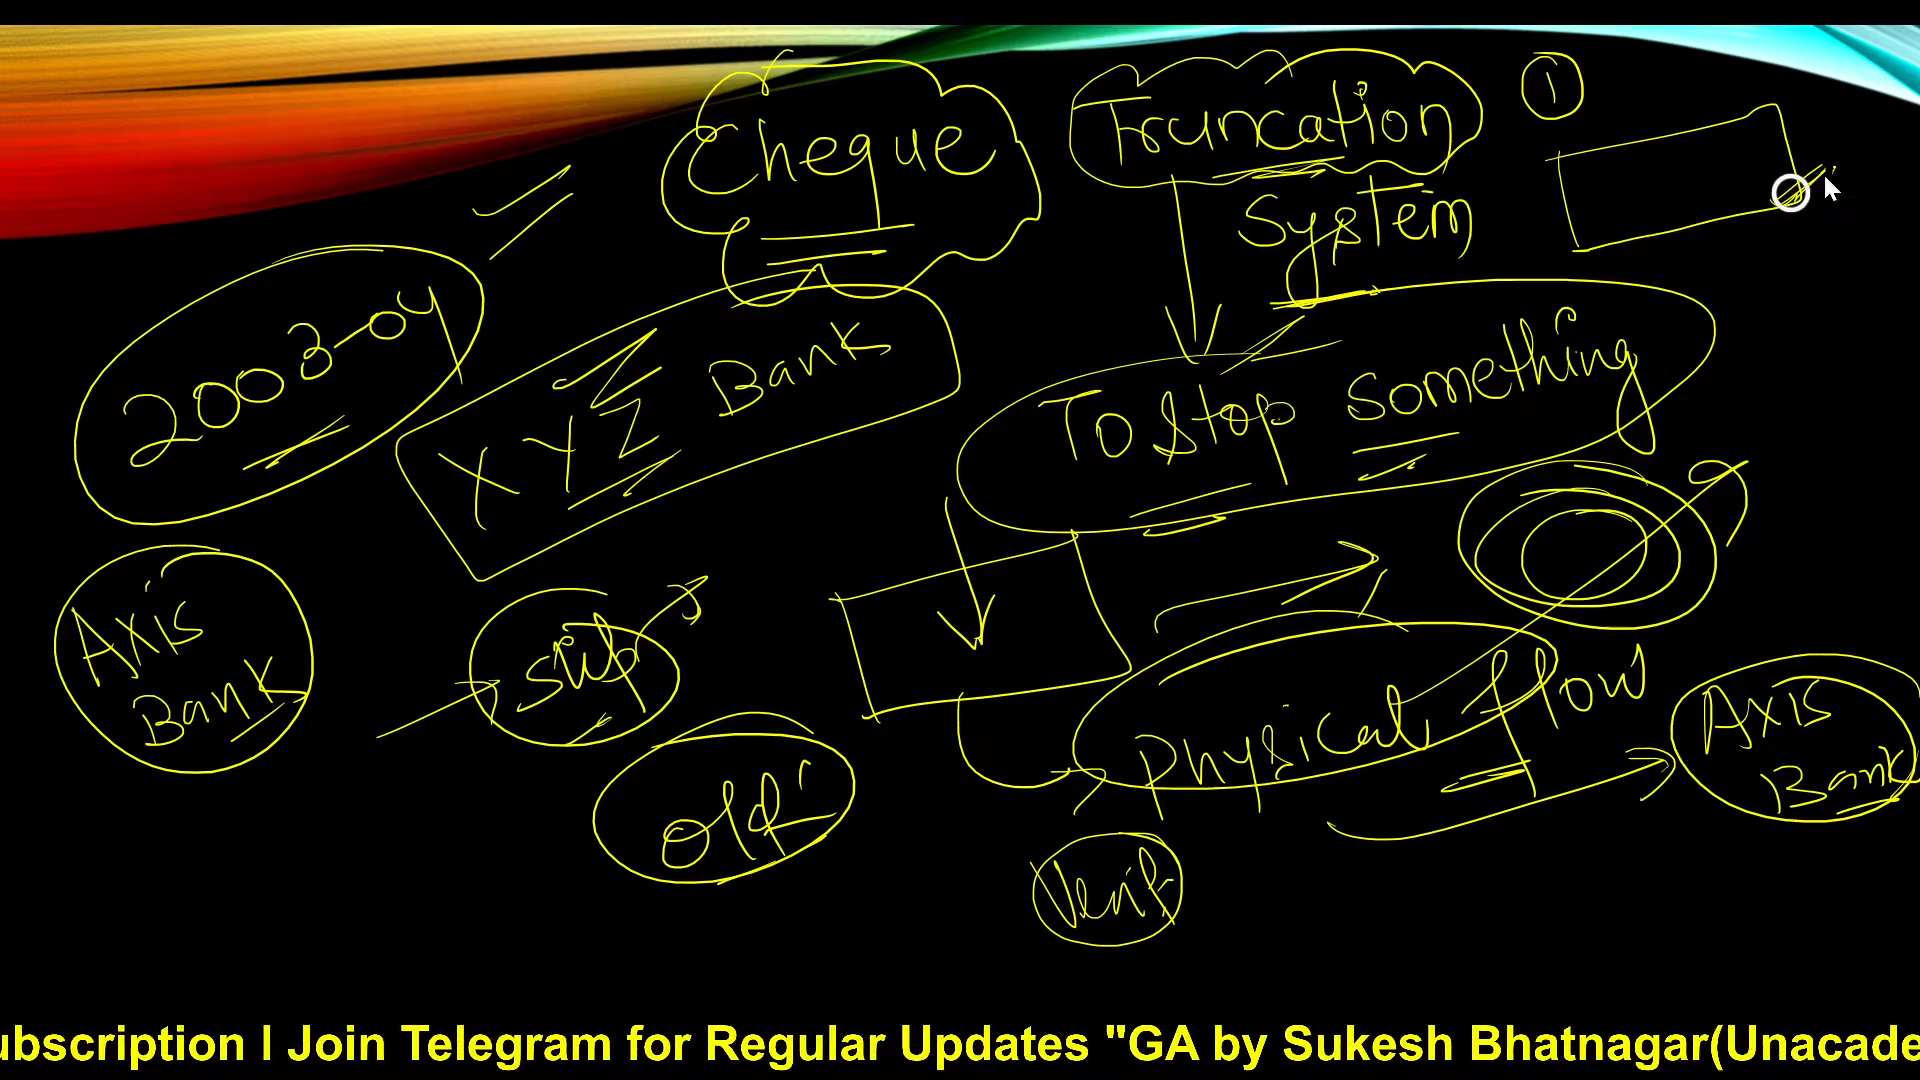 Cheque Truncation
System
1
2003-04
XYZ Bank
To stop something
Axis
Bank
slip
Physical flow
Axis
Bank
old
Verif
ubscription I Join Telegram for Regular Updates "GA by Sukesh Bhatnagar(Unacade